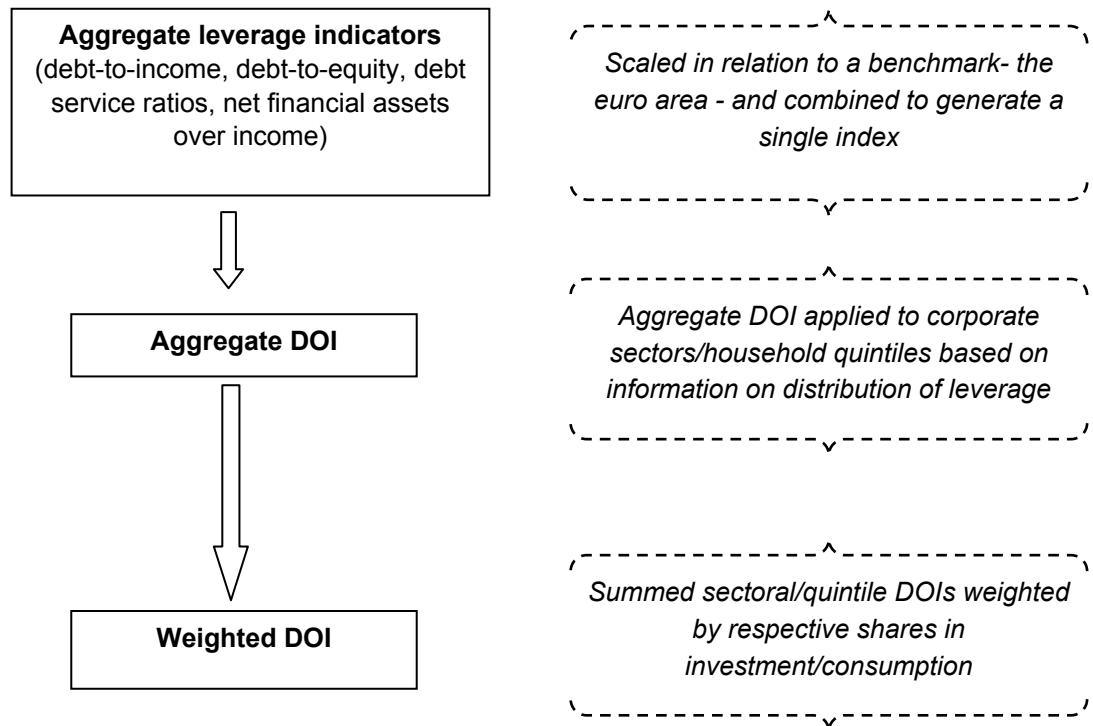 Aggregate leverage indicators
(debt-to-income, debt-to-equity, debt
service ratios, net financial assets
over income)
Scaled in relation to a benchmark- the
euro area - and combined to generate a
single index
Aggregate DOI
Aggregate DOI applied to corporate
sectors/household quintiles based on
information on distribution of leverage
Weighted DOI
Summed sectoral/quintile DOIs weighted
by respective shares in
investment/consumption